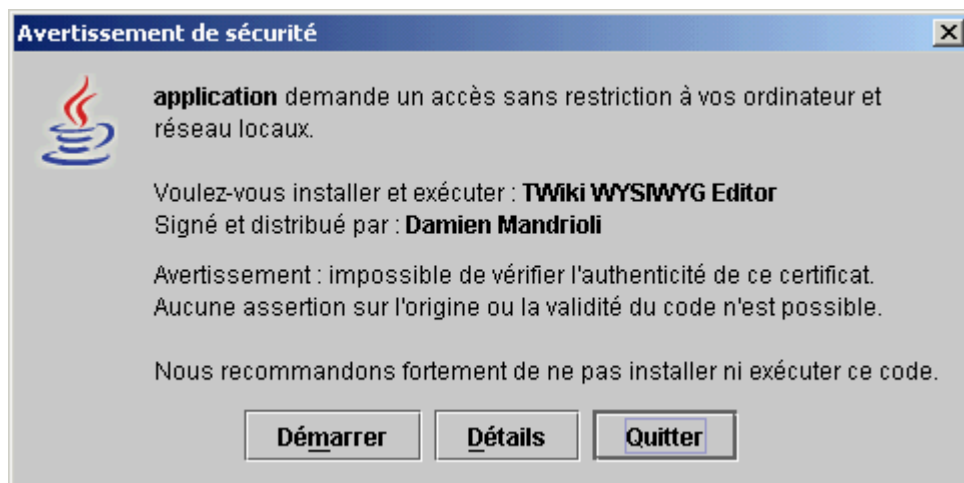 Avertissement de sécurité
application demande un accès sans restriction à vos ordinateur et
réseau locaux.
Voulez-vous installer et exécuter : TWiki WYSIWYG Editor
Signé et distribué par : Damien Mandrioli
Avertissement : impossible de vérifier l'authenticité de ce certificat.
Aucune assertion sur l'origine ou la validité du code n'est possible.
Nous recommandons fortement de ne pas installer ni exécuter ce code.
Démarrer Détails Quitter